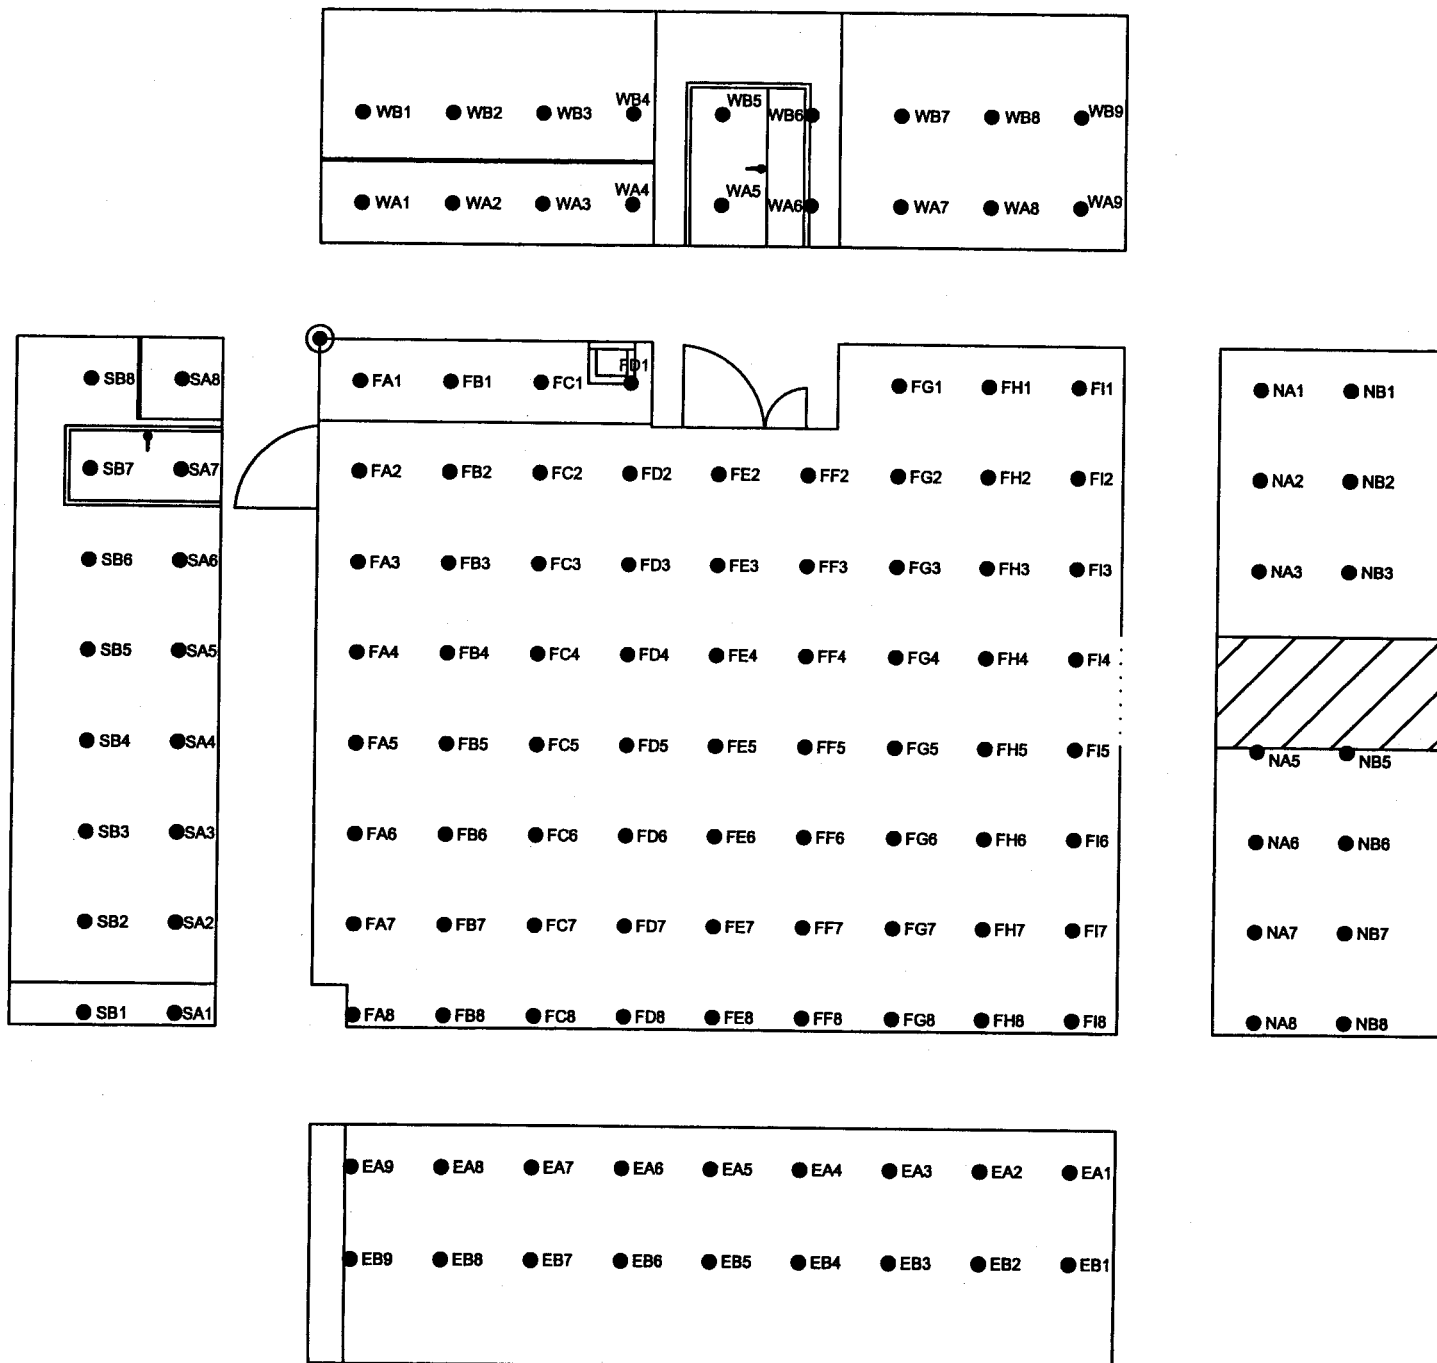 WB1 WB2 WB3 WB4 WB5 WB6 WB7 WB8 WB9
WA1 WA2 WA3 WA4 WA5 WA6 WA7 WA8 WA9
SB8 SA8 FA1 FB1 FC1 FD1 FG1 FH1 FI1 NA1 NB1
SB7 SA7 FA2 FB2 FC2 FD2 FE2 FF2 FG2 FH2 FI2 NA2 NB2
SB6 SA6 FA3 FB3 FC3 FD3 FE3 FF3 FG3 FH3 FI3 NA3 NB3
SB5 SA5 FA4 FB4 FC4 FD4 FE4 FF4 FG4 FH4 FI4
SB4 SA4 FA5 FB5 FC5 FD5 FE5 FF5 FG5 FH5 FI5 NA5 NB5
SB3 SA3 FA6 FB6 FC6 FD6 FE6 FF6 FG6 FH6 FI6 NA6 NB6
SB2 SA2 FA7 FB7 FC7 FD7 FE7 FF7 FG7 FH7 FI7 NA7 NB7
SB1 SA1 FA8 FB8 FC8 FD8 FE8 FF8 FG8 FH8 FI8 NA8 NB8
EA9 EA8 EA7 EA6 EA5 EA4 EA3 EA2 EA1
EB9 EB8 EB7 EB6 EB5 EB4 EB3 EB2 EB1